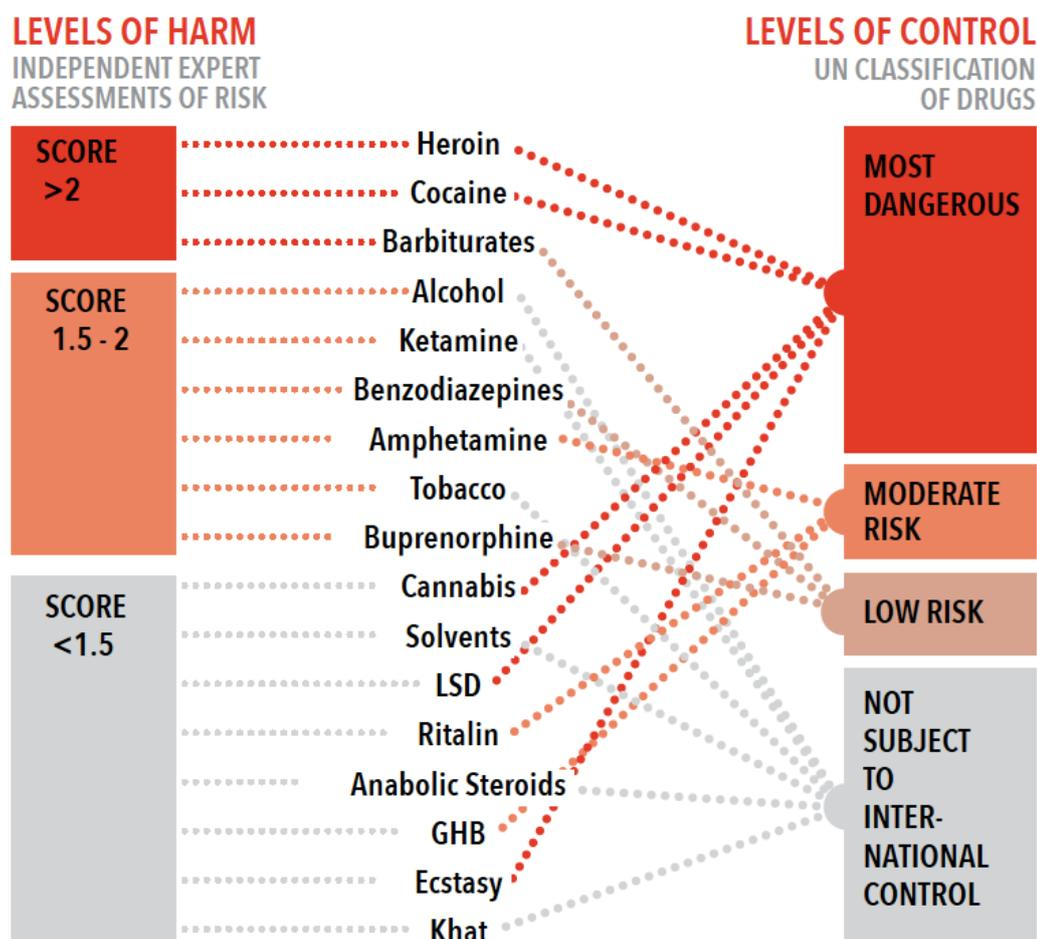 LEVELS OF HARM
INDEPENDENT EXPERT
ASSESSMENTS OF RISK
LEVELS OF CONTROL
UN CLASSIFICATION
OF DRUGS
SCORE
>2
SCORE
1.5 - 2
SCORE
<1.5
Heroin
Cocaine
Barbiturates
Alcohol
Ketamine
Benzodiazepines
Amphetamine
Tobacco
Buprenorphine
Cannabis
Solvents
LSD
Ritalin
Anabolic Steroids
GHB
Ecstasy
Khat
MOST
DANGEROUS
MODERATE
RISK
LOW RISK
NOT
SUBJECT
TO
INTER-
NATIONAL
CONTROL